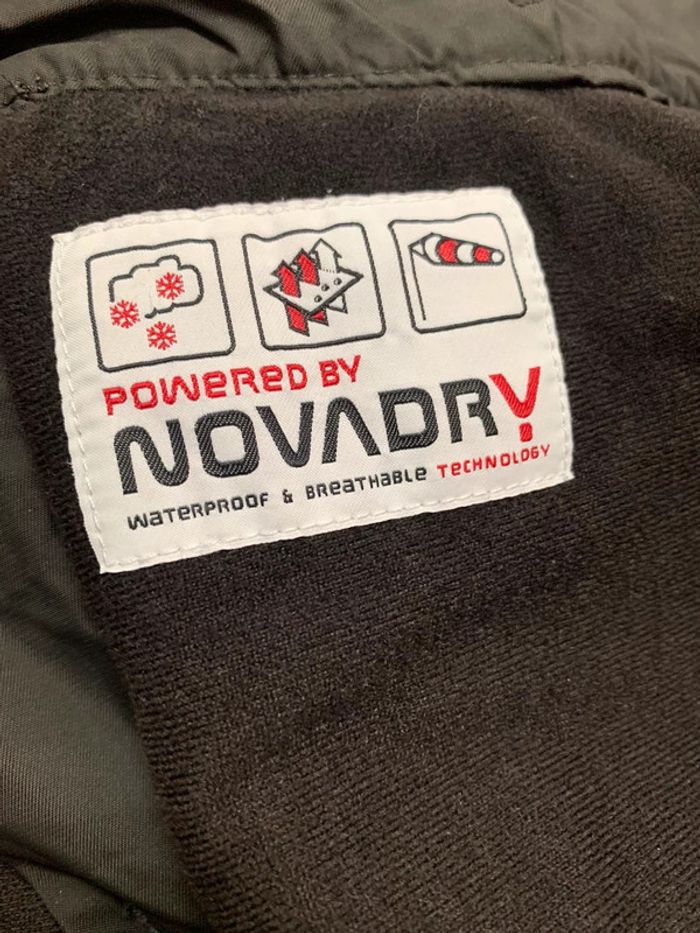 POWERED BY
NOVADRY
WATERPROOF & BREATHABLE TECHNOLOGY